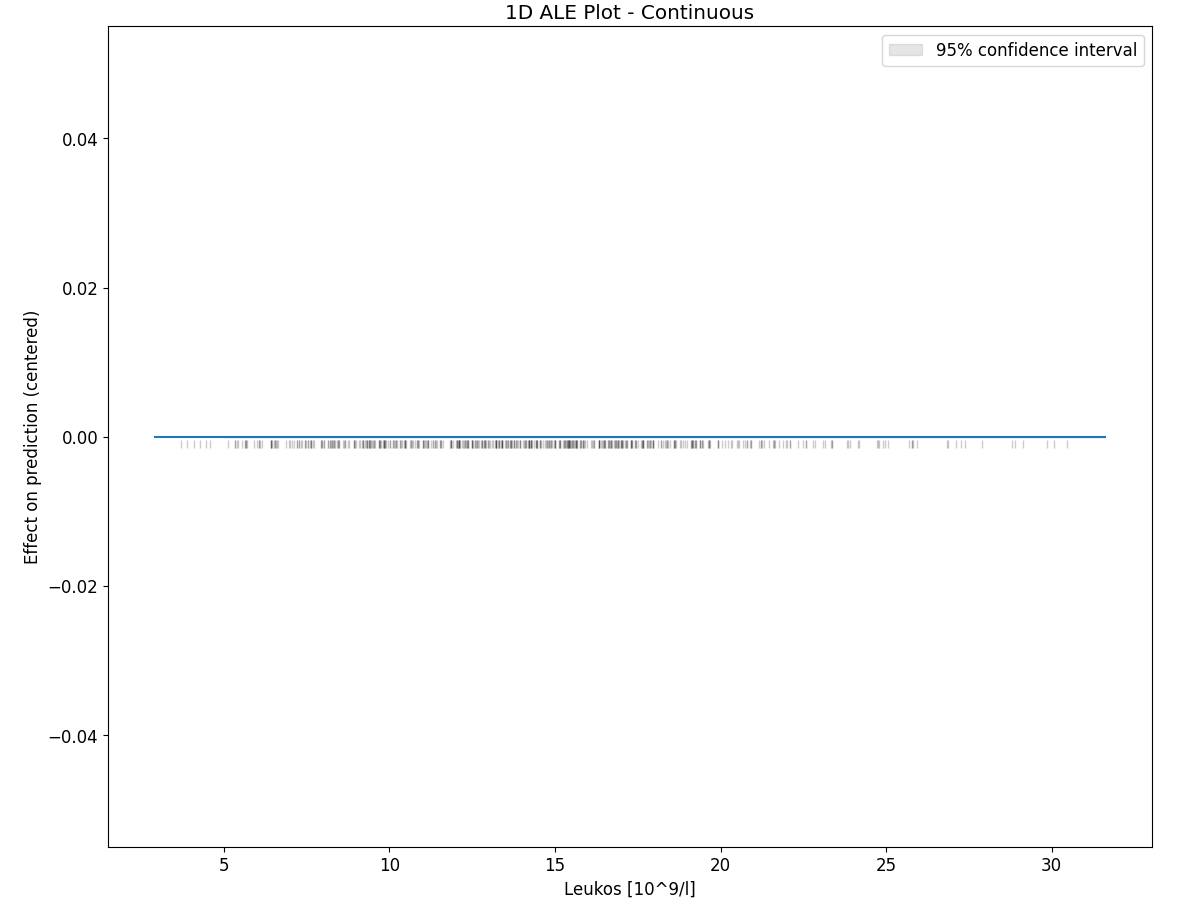 1D ALE Plot - Continuous
95% confidence interval
0.04
0.02
0.00
−0.02
−0.04
Effect on prediction (centered)
5
10
15
20
25
30
Leukos [10^9/l]